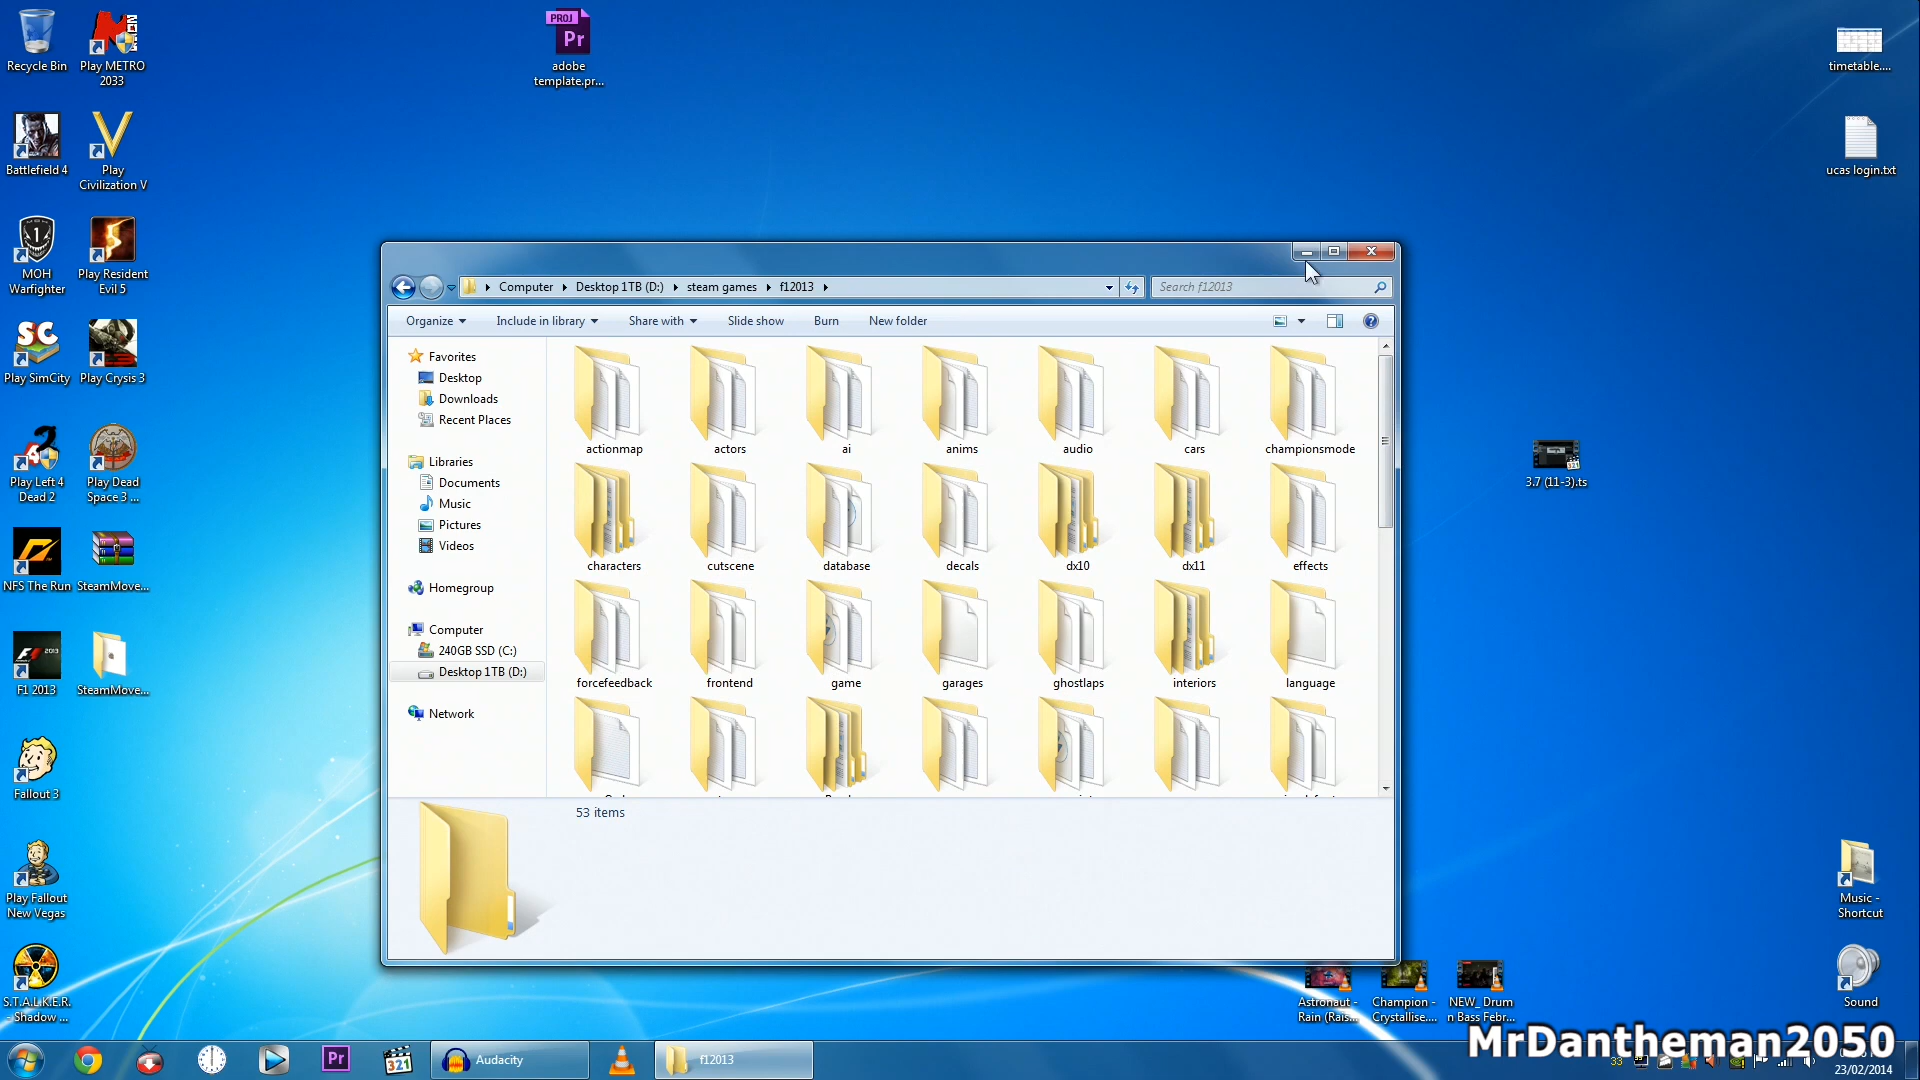 Recycle Bin
Play METRO
2033
PROJ
Pr
adobe
template.pr...
timetable....
Battlefield 4
Play
Civilization V
ucas login.txt
MOH
Warfighter
Play Resident
Evil 5
Computer
Desktop 1TB (D:)
steam games
f12013
Search f12013
Organize
Include in library
Share with
Slide show
Burn
New folder
SC
Play SimCity
Play Crysis 3
Favorites
Desktop
Downloads
Recent Places
Libraries
Documents
Music
Pictures
Videos
Homegroup
Computer
240GB SSD (C:)
Desktop 1TB (D:)
Network
actionmap
actors
ai
anims
audio
cars
championsmode
characters
cutscene
database
decals
dx10
dx11
effects
forcefeedback
frontend
game
garages
ghostlaps
interiors
language
53 items
Play Left 4
Dead 2
Play Dead
Space 3 ...
3.7 (11-3).ts
NFS The Run
SteamMove...
F1 2013
SteamMove...
Fallout 3
Play Fallout
New Vegas
Music -
Shortcut
S.T.A.L.K.E.R.
- Shadow ...
Astronaut -
Rain (Rais...
Champion -
Crystallise....
NEW_ Drum
n Bass Febr...
Sound
MrDantheman2050
Pr
321
Audacity
f12013
33
23/02/2014